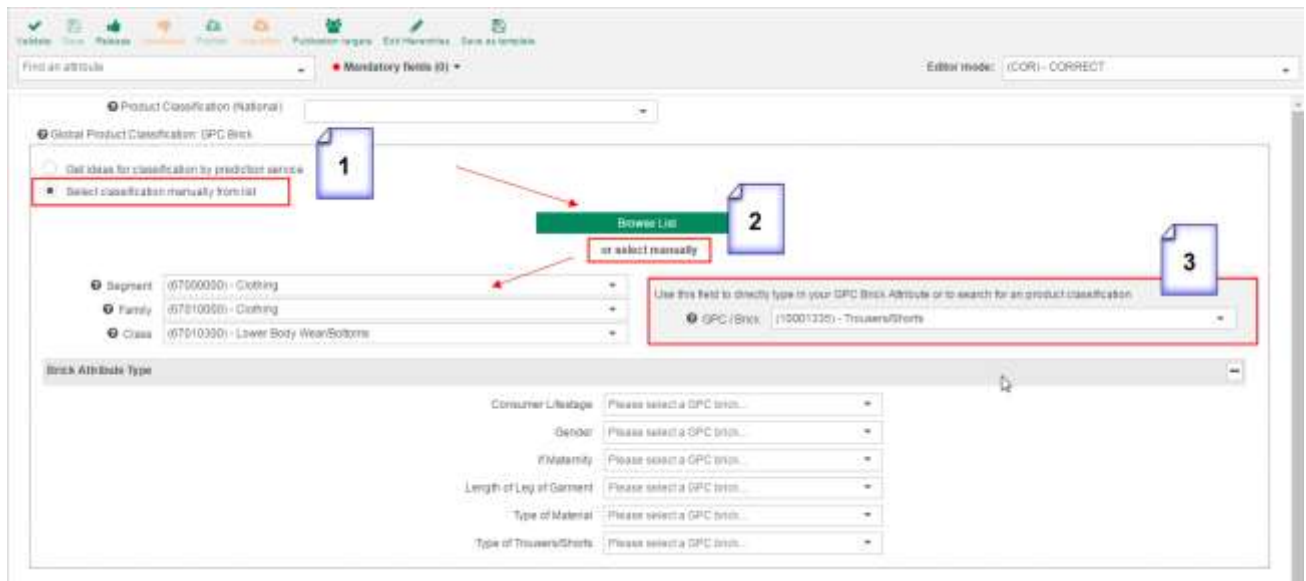 Validate Save Release Publish Publication targets Edit Hierarchies Save as template
Find an attribute Mandatory fields (0) Editor mode: (COR) - CORRECT
Product Classification (National)
Global Product Classification: GPC Brick
Get ideas for classification by prediction service
1
Select classification manually from list
Browse List
2
or select manually
3
Segment (67000000) - Clothing
Use this field to directly type in your GPC Brick Attribute or to search for an product classification
Family (67010000) - Clothing
GPC / Brick (10001335) - Trousers/Shorts
Class (67010300) - Lower Body Wear/Bottoms
Brick Attribute Type
Consumer Lifestage Please select a GPC brick...
Gender Please select a GPC brick...
If Maternity Please select a GPC brick...
Length of Leg of Garment Please select a GPC brick...
Type of Material Please select a GPC brick...
Type of Trousers/Shorts Please select a GPC brick...